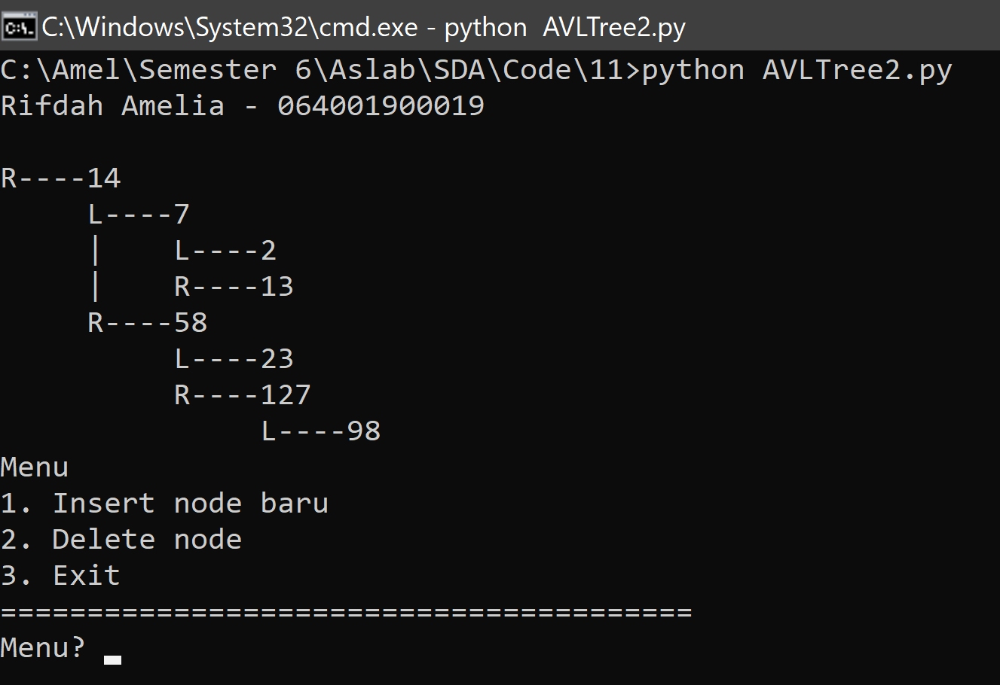 C:\Windows\System32\cmd.exe - python  AVLTree2.py
C:\Amel\Semester 6\Aslab\SDA\Code\11>python AVLTree2.py
Rifdah Amelia - 064001900019

R----14
     L----7
     |    L----2
     |    R----13
     R----58
          L----23
          R----127
               L----98
Menu
1. Insert node baru
2. Delete node
3. Exit
========================================
Menu?